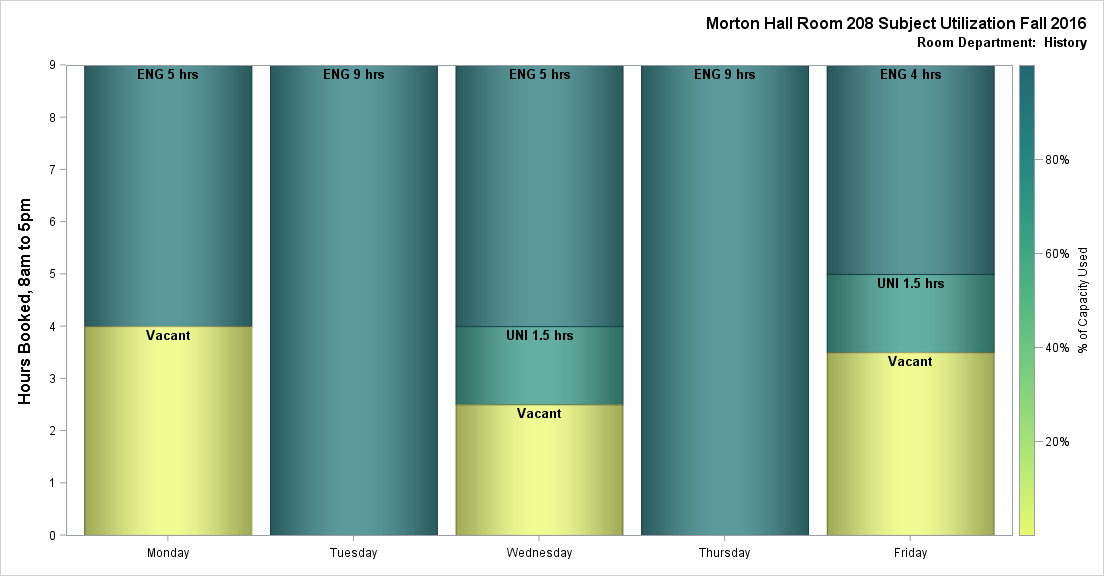 Morton Hall Room 208 Subject Utilization Fall 2016
Room Department:  History
Hours Booked, 8am to 5pm
9
8
7
6
5
4
3
2
1
0
ENG 5 hrs
Vacant
ENG 9 hrs
ENG 5 hrs
UNI 1.5 hrs
Vacant
ENG 9 hrs
ENG 4 hrs
UNI 1.5 hrs
Vacant
Monday
Tuesday
Wednesday
Thursday
Friday
80%
60%
40%
20%
% of Capacity Used